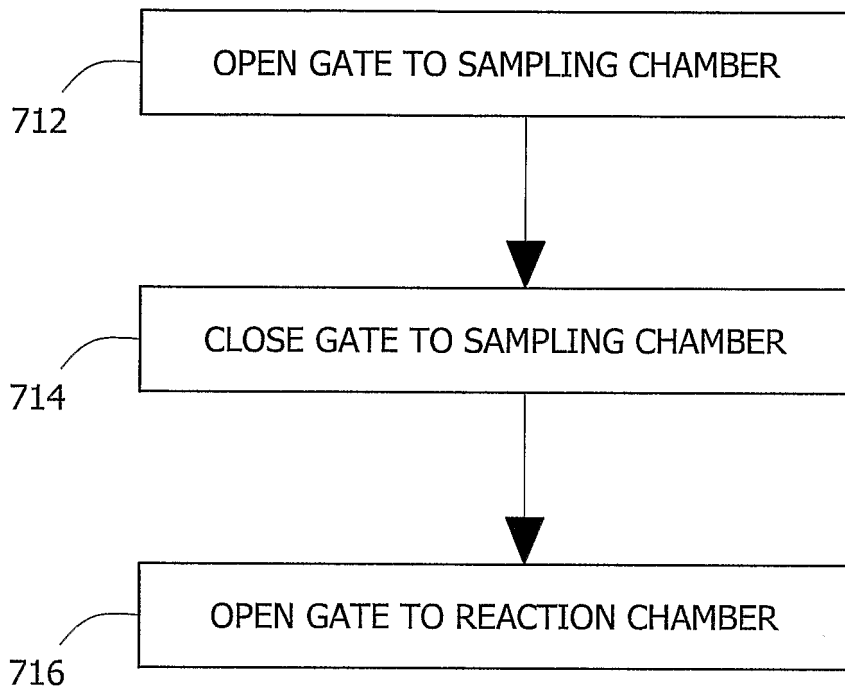 OPEN GATE TO SAMPLING CHAMBER
712
CLOSE GATE TO SAMPLING CHAMBER
714
OPEN GATE TO REACTION CHAMBER
716